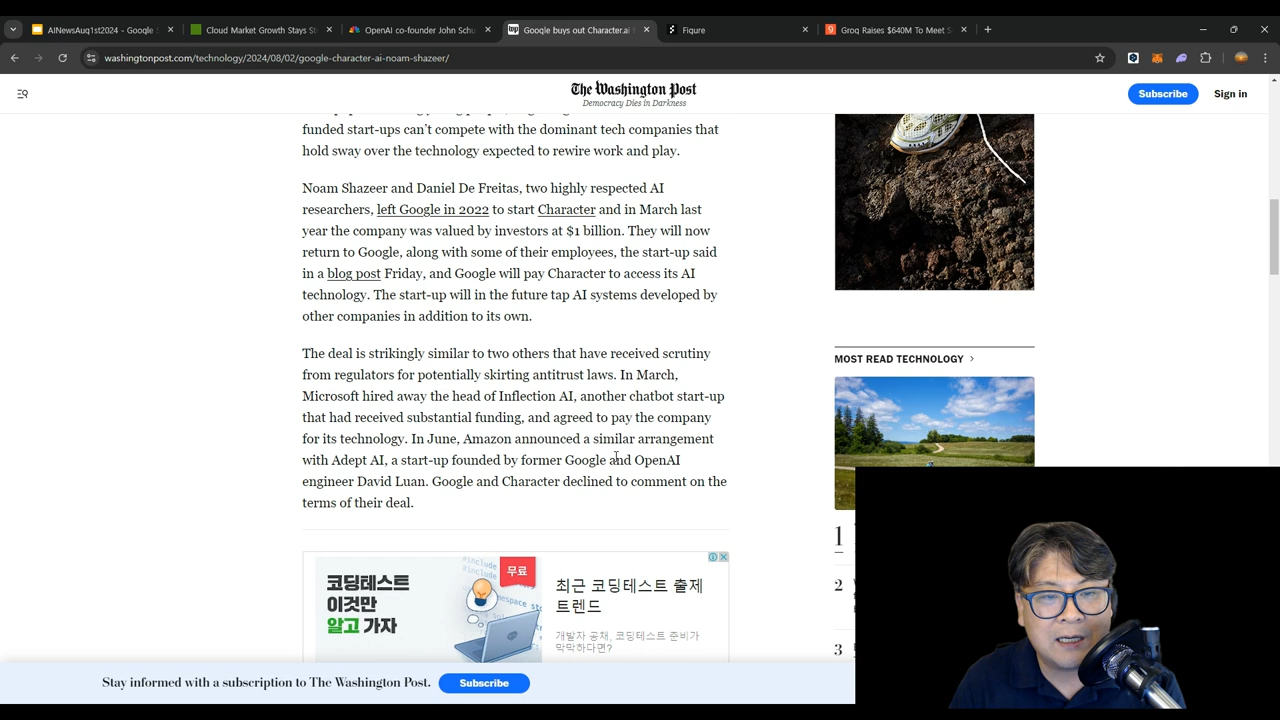 AINewsAug1st2024 - Google
Cloud Market Growth Stays St
OpenAI co-founder John Schu
Google buys out Character.ai
Figure
Groq Raises $640M To Meet S
washingtonpost.com/technology/2024/08/02/google-character-ai-noam-shazeer/
The Washington Post
Democracy Dies in Darkness
Subscribe
Sign in
funded start-ups can’t compete with the dominant tech companies that
hold sway over the technology expected to rewire work and play.
Noam Shazeer and Daniel De Freitas, two highly respected AI
researchers, left Google in 2022 to start Character and in March last
year the company was valued by investors at $1 billion. They will now
return to Google, along with some of their employees, the start-up said
in a blog post Friday, and Google will pay Character to access its AI
technology. The start-up will in the future tap AI systems developed by
other companies in addition to its own.
The deal is strikingly similar to two others that have received scrutiny
from regulators for potentially skirting antitrust laws. In March,
Microsoft hired away the head of Inflection AI, another chatbot start-up
that had received substantial funding, and agreed to pay the company
for its technology. In June, Amazon announced a similar arrangement
with Adept AI, a start-up founded by former Google and OpenAI
engineer David Luan. Google and Character declined to comment on the
terms of their deal.
MOST READ TECHNOLOGY
1
2
3
코딩테스트
이것만
알고 가자
무료
#include
최근 코딩테스트 출제
트렌드
개발자 공채, 코딩테스트 준비가
막막하다면?
Stay informed with a subscription to The Washington Post.
Subscribe